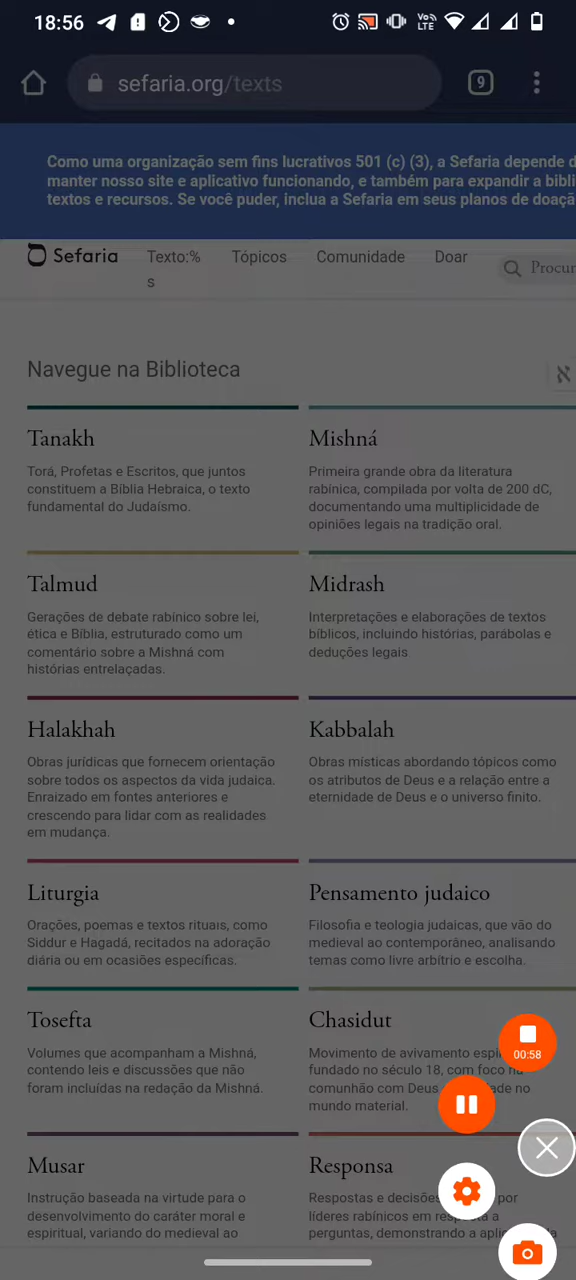 18:56
Vo)) LTE
sefaria.org/texts
9
Como uma organização sem fins lucrativos 501 (c) (3), a Sefaria depende d
manter nosso site e aplicativo funcionando, e também para expandir a bibli
textos e recursos. Se você puder, inclua a Sefaria em seus planos de doaçã
Sefaria
Texto:%
s
Tópicos
Comunidade
Doar
Procur
Navegue na Biblioteca
א
Tanakh
Torá, Profetas e Escritos, que juntos
constituem a Bíblia Hebraica, o texto
fundamental do Judaísmo.
Mishná
Primeira grande obra da literatura
rabínica, compilada por volta de 200 dC,
documentando uma multiplicidade de
opiniões legais na tradição oral.
Talmud
Gerações de debate rabínico sobre lei,
ética e Bíblia, estruturado como um
comentário sobre a Mishná com
histórias entrelaçadas.
Midrash
Interpretações e elaborações de textos
bíblicos, incluindo histórias, parábolas e
deduções legais
Halakhah
Obras jurídicas que fornecem orientação
sobre todos os aspectos da vida judaica.
Enraizado em fontes anteriores e
crescendo para lidar com as realidades
em mudança.
Kabbalah
Obras místicas abordando tópicos como
os atributos de Deus e a relação entre a
eternidade de Deus e o universo finito.
Liturgia
Orações, poemas e textos rituais, como
Siddur e Hagadá, recitados na adoração
diária ou em ocasiões específicas.
Pensamento judaico
Filosofia e teologia judaicas, que vão do
medieval ao contemporâneo, analisando
temas como livre arbítrio e escolha.
Tosefta
Volumes que acompanham a Mishná,
contendo leis e discussões que não
foram incluídas na redação da Mishná.
Chasidut
Movimento de avivamento espi
fundado no século 18, com foco na
comunhão com Deus de no
mundo material.
00:58
Musar
Instrução baseada na virtude para o
desenvolvimento do caráter moral e
espiritual, variando do medieval ao
Responsa
Respostas e decisões por
líderes rabínicos em resposta a
perguntas, demonstrando a